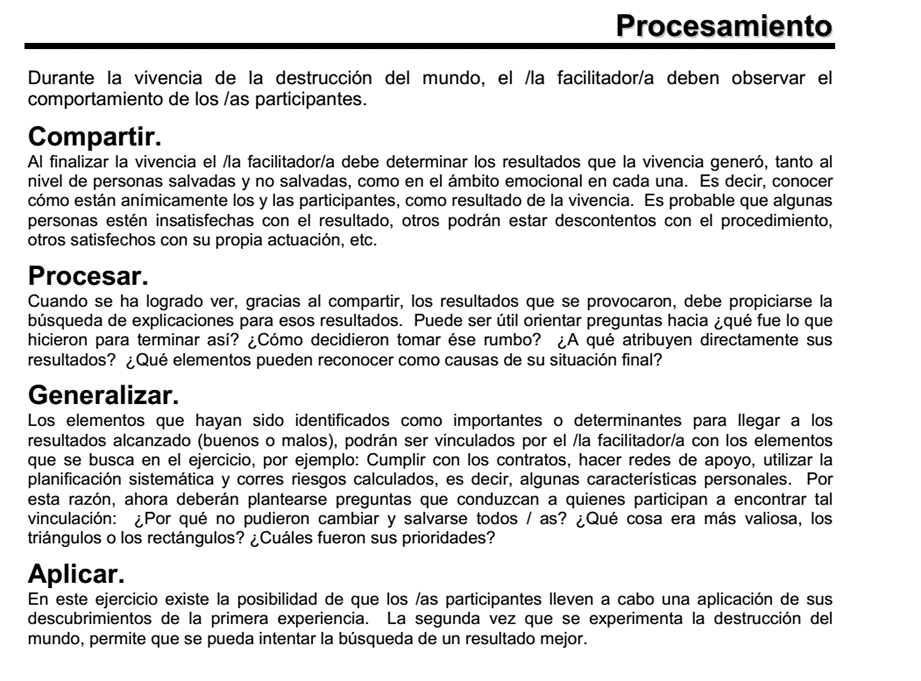 Procesamiento
Durante la vivencia de la destrucción del mundo, el /la facilitador/a deben observar el
comportamiento de los /as participantes.
Compartir.
Al finalizar la vivencia el /la facilitador/a debe determinar los resultados que la vivencia generó, tanto al
nivel de personas salvadas y no salvadas, como en el ámbito emocional en cada una.  Es decir, conocer
cómo están anímicamente los y las participantes, como resultado de la vivencia.  Es probable que algunas
personas estén insatisfechas con el resultado, otros podrán estar descontentos con el procedimiento,
otros satisfechos con su propia actuación, etc.
Procesar.
Cuando se ha logrado ver, gracias al compartir, los resultados que se provocaron, debe propiciarse la
búsqueda de explicaciones para esos resultados.  Puede ser útil orientar preguntas hacia ¿qué fue lo que
hicieron para terminar así? ¿Cómo decidieron tomar ése rumbo?  ¿A qué atribuyen directamente sus
resultados?  ¿Qué elementos pueden reconocer como causas de su situación final?
Generalizar.
Los elementos que hayan sido identificados como importantes o determinantes para llegar a los
resultados alcanzado (buenos o malos), podrán ser vinculados por el /la facilitador/a con los elementos
que se busca en el ejercicio, por ejemplo: Cumplir con los contratos, hacer redes de apoyo, utilizar la
planificación sistemática y corres riesgos calculados, es decir, algunas características personales.  Por
esta razón, ahora deberán plantearse preguntas que conduzcan a quienes participan a encontrar tal
vinculación:  ¿Por qué no pudieron cambiar y salvarse todos / as? ¿Qué cosa era más valiosa, los
triángulos o los rectángulos? ¿Cuáles fueron sus prioridades?
Aplicar.
En este ejercicio existe la posibilidad de que los /as participantes lleven a cabo una aplicación de sus
descubrimientos de la primera experiencia.  La segunda vez que se experimenta la destrucción del
mundo, permite que se pueda intentar la búsqueda de un resultado mejor.